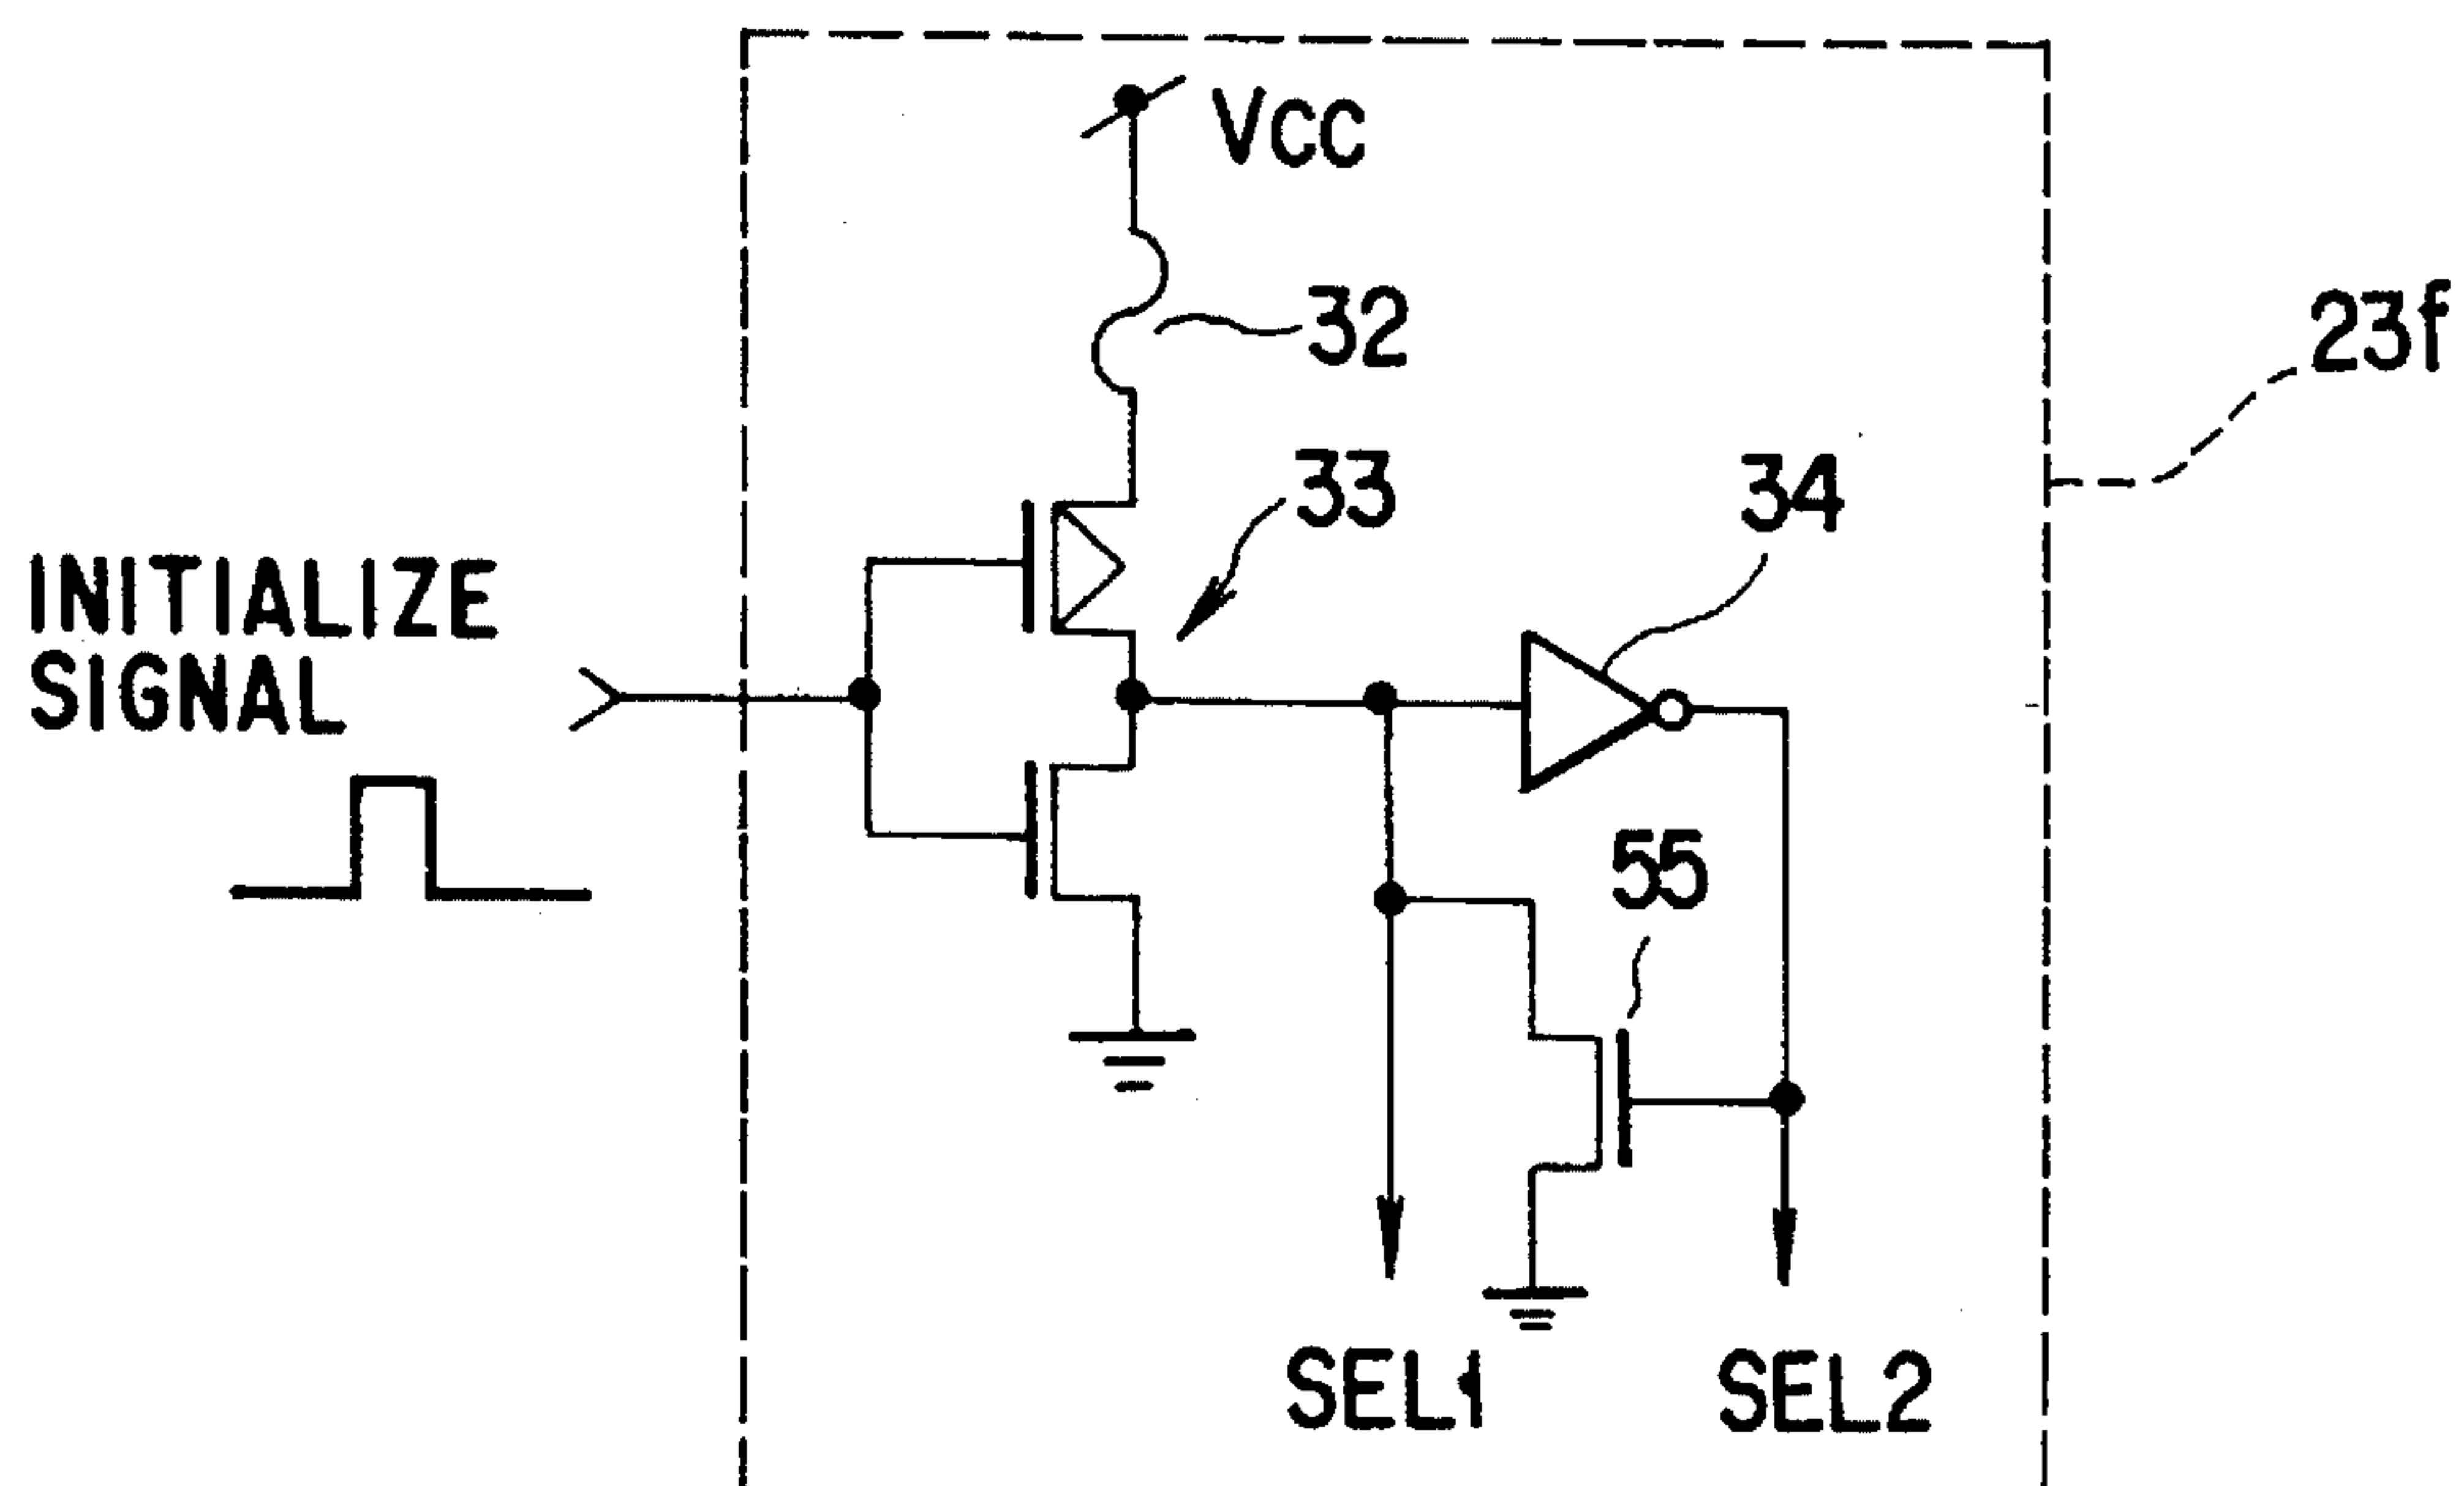 VCC
32
23f
33
34
INITIALIZE
SIGNAL
55
SEL1
SEL2